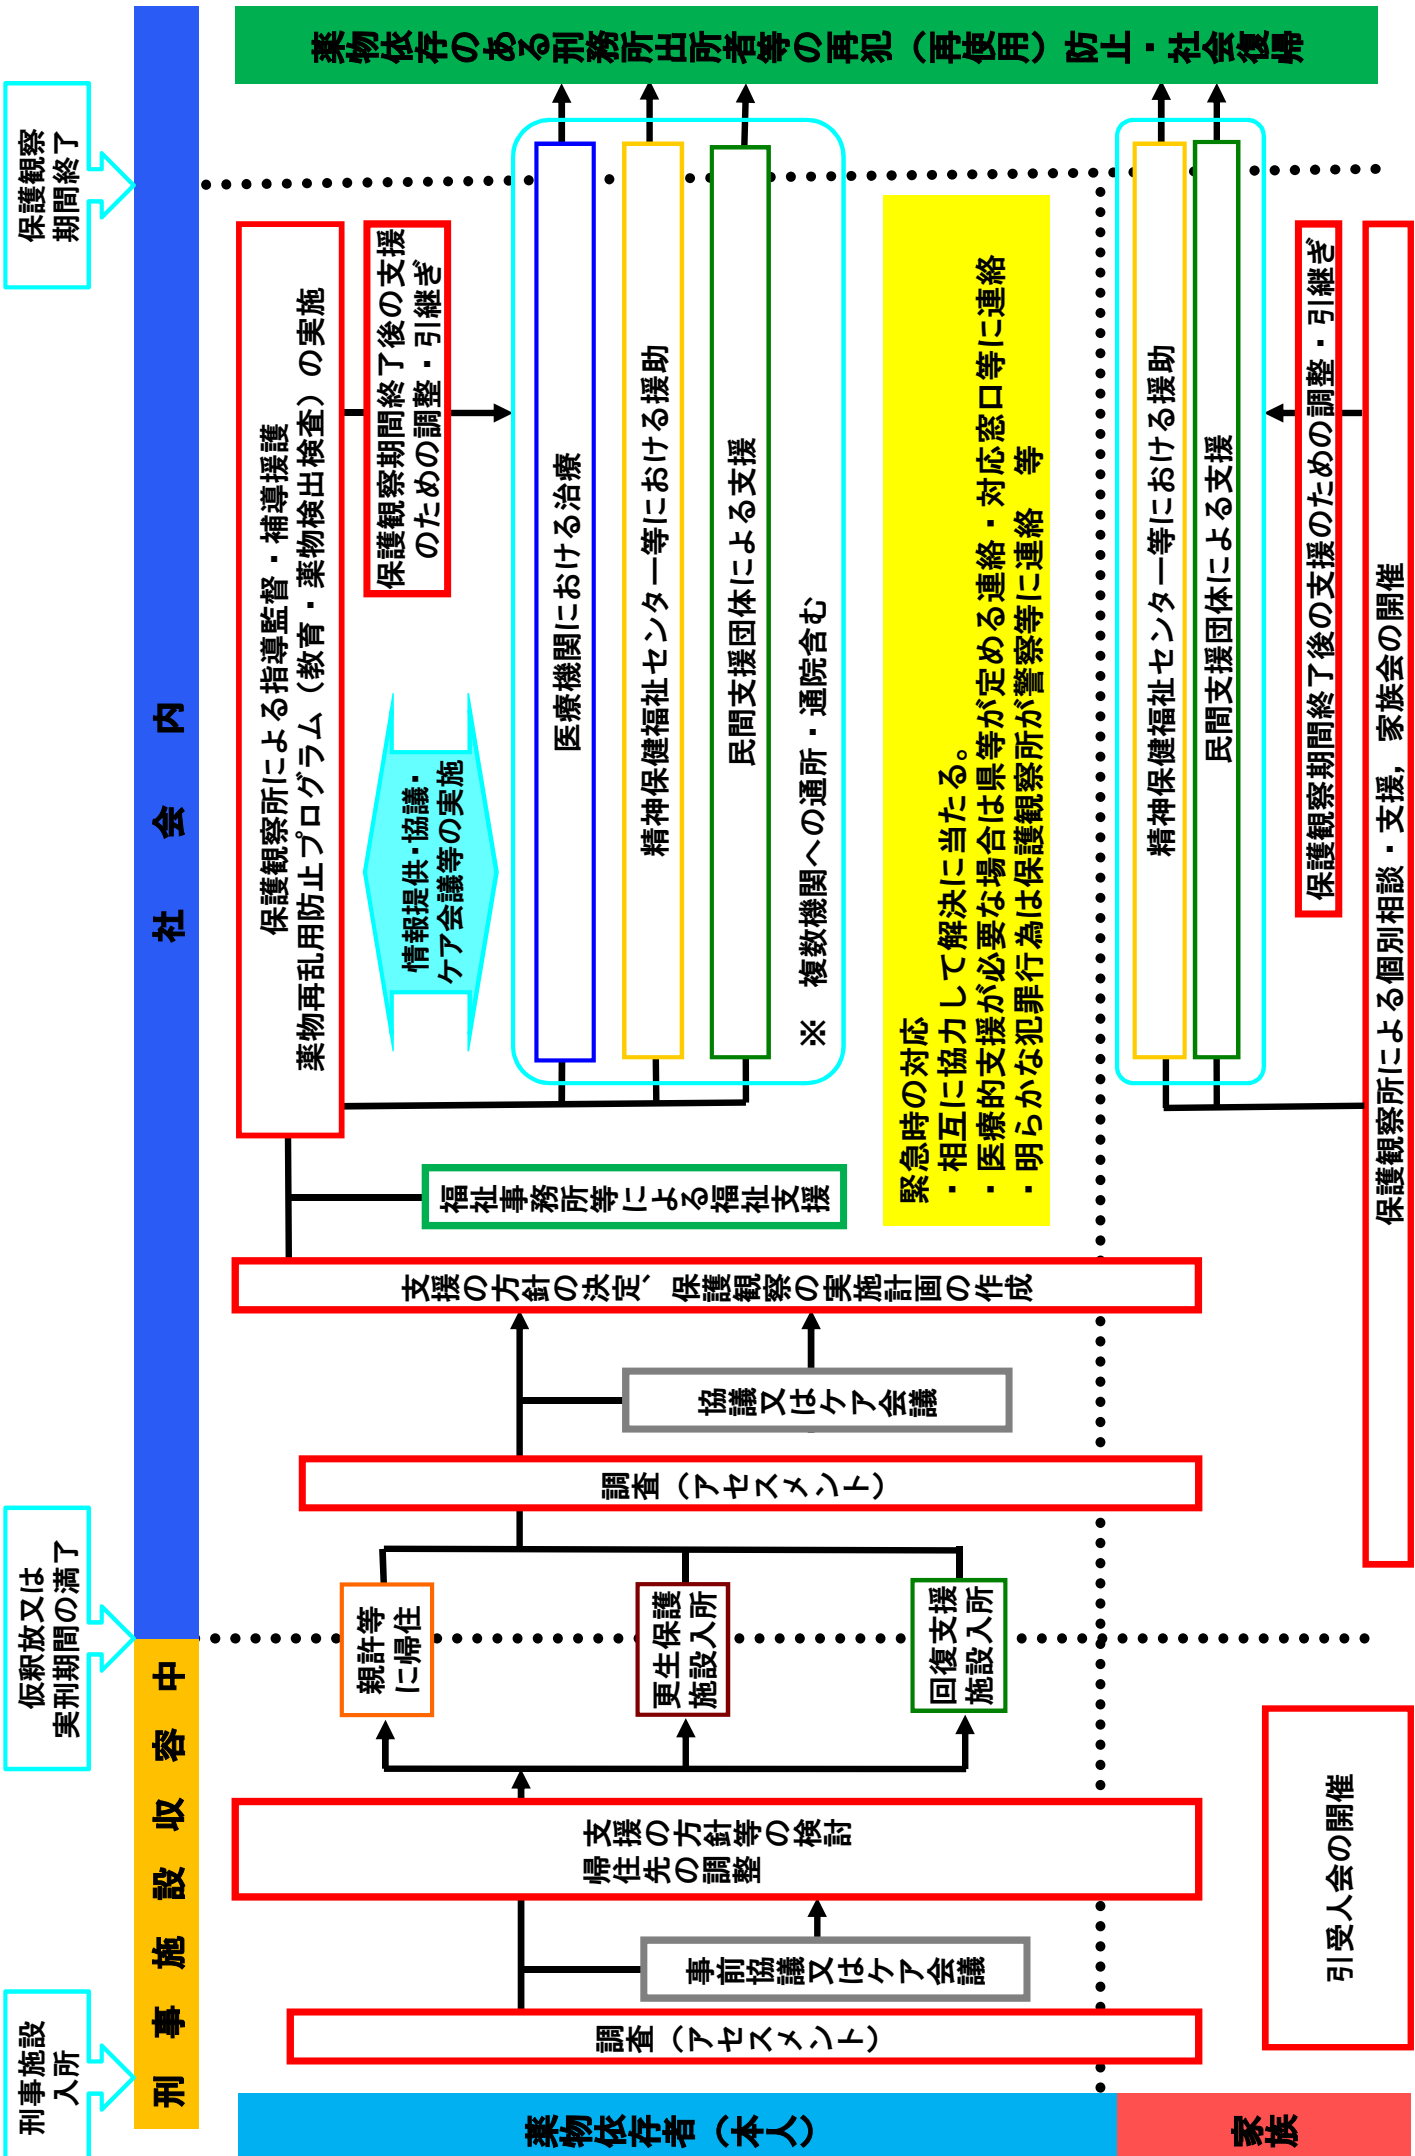 刑事施設
入所
仮釈放又は
実刑期間の満了
保護観察
期間終了
刑事施設収容中
社会内
薬物依存者（本人）
家族
調査（アセスメント）
事前協議又はケア会議
支援の方針等の検討
帰住先の調整
親許等
に帰住
更生保護
施設入所
回復支援
施設入所
調査（アセスメント）
協議又はケア会議
支援の方針の決定、保護観察の実施計画の作成
福祉事務所等による福祉支援
保護観察所による指導監督・補導援護
薬物再乱用防止プログラム（教育・薬物検出検査）の実施
情報提供・協議・
ケア会議等の実施
保護観察期間終了後の支援
のための調整・引継ぎ
医療機関における治療
精神保健福祉センター等における援助
民間支援団体による支援
※　複数機関への通所・通院含む
緊急時の対応
・相互に協力して解決に当たる。
・医療的支援が必要な場合は県等が定める連絡・対応窓口等に連絡
・明らかな犯罪行為は保護観察所が警察等に連絡　等
精神保健福祉センター等における援助
民間支援団体による支援
保護観察期間終了後の支援のための調整・引継ぎ
引受人会の開催
保護観察所による個別相談・支援，家族会の開催
薬物依存のある刑務所出所者等の再犯（再使用）防止・社会復帰